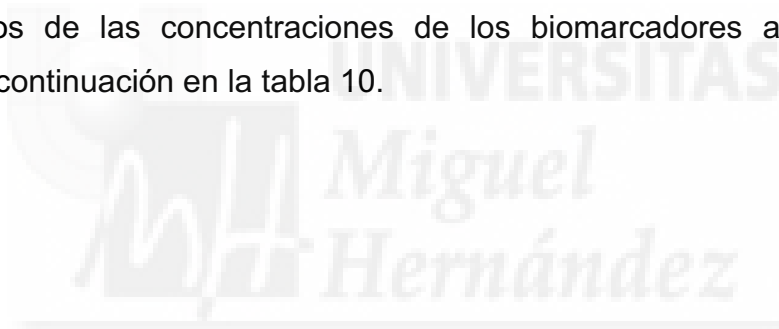 os de las concentraciones de los biomarcadores a
continuación en la tabla 10.
UNIVERSITAS
Miguel
Hernández